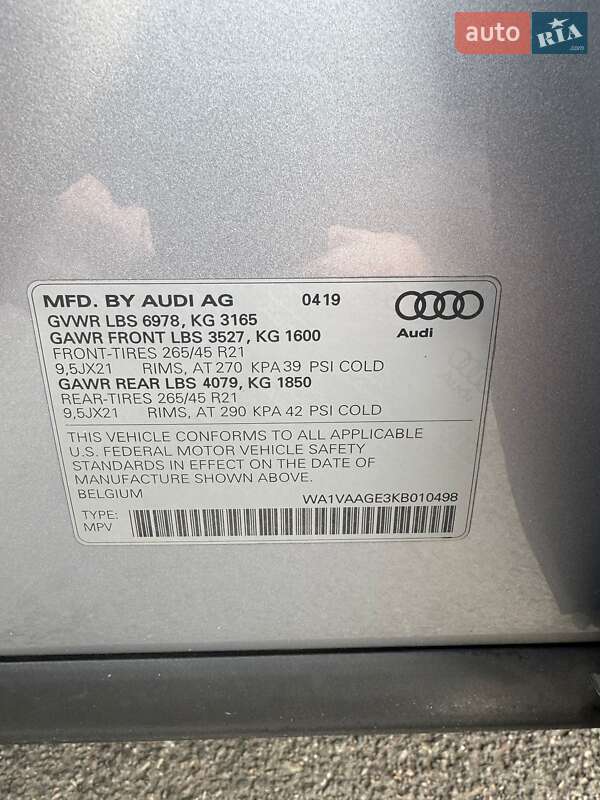 auto RIA.com
MFD. BY AUDI AG 0419
GVWR LBS 6978, KG 3165
GAWR FRONT LBS 3527, KG 1600
Audi
FRONT-TIRES 265/45 R21
9,5JX21 RIMS, AT 270 KPA 39 PSI COLD
GAWR REAR LBS 4079, KG 1850
REAR-TIRES 265/45 R21
9,5JX21 RIMS, AT 290 KPA 42 PSI COLD
THIS VEHICLE CONFORMS TO ALL APPLICABLE
U.S. FEDERAL MOTOR VEHICLE SAFETY
STANDARDS IN EFFECT ON THE DATE OF
MANUFACTURE SHOWN ABOVE.
BELGIUM WA1VAAGE3KB010498
TYPE:
MPV